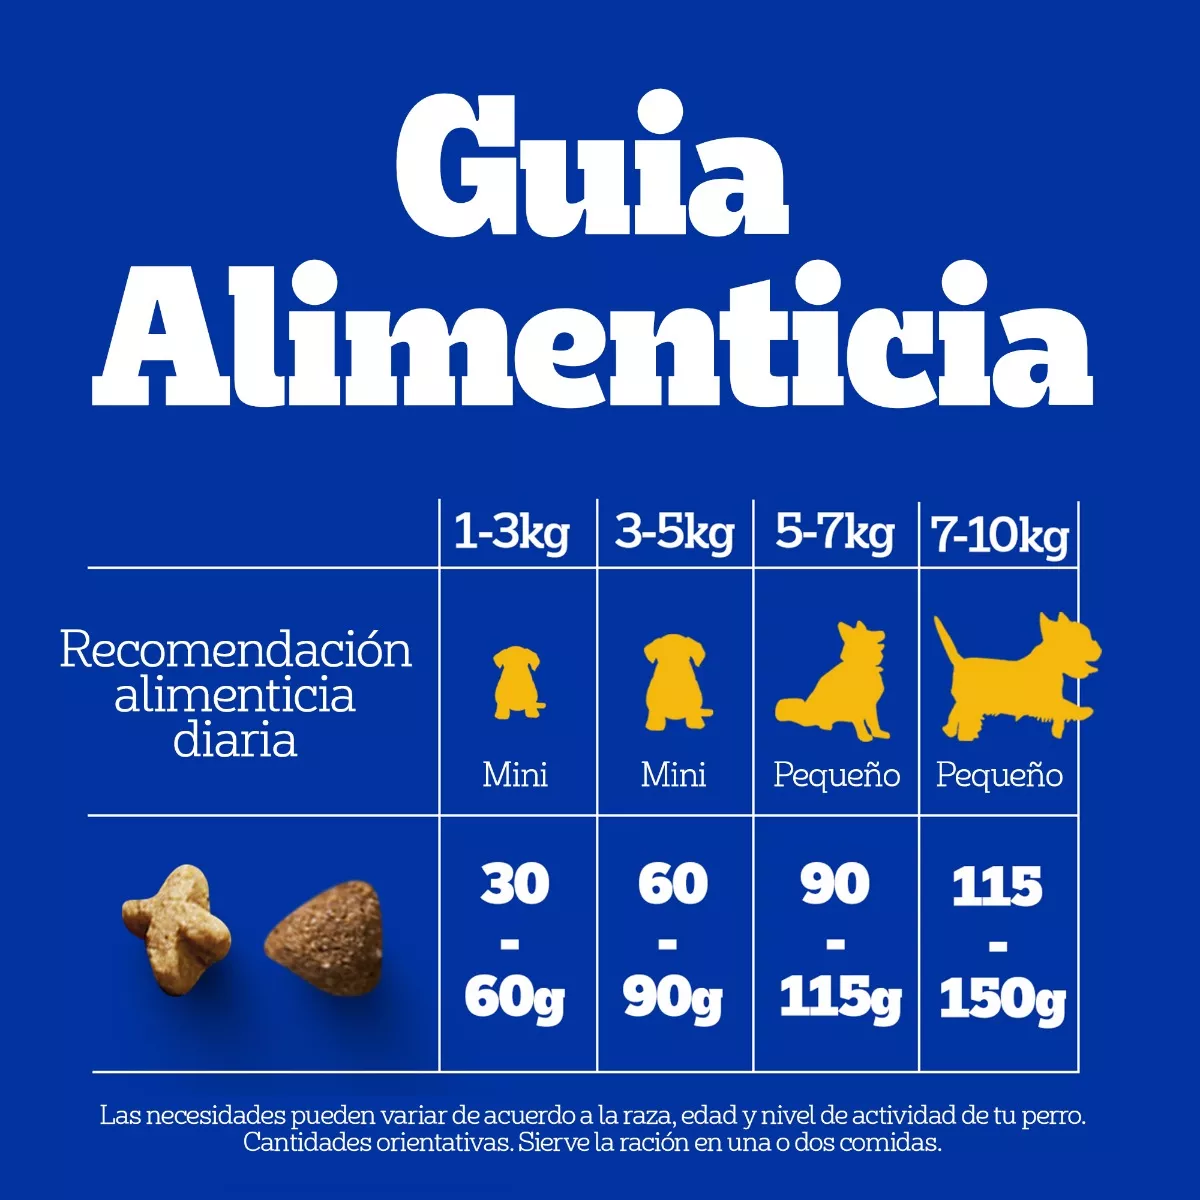 Guia
Alimenticia
1-3kg 3-5kg 5-7kg 7-10kg
Recomendación
alimenticia
diaria
Mini Mini Pequeño Pequeño
30 60 90 115
- - - -
60g 90g 115g 150g
Las necesidades pueden variar de acuerdo a la raza, edad y nivel de actividad de tu perro.
Cantidades orientativas. Sierve la ración en una o dos comidas.